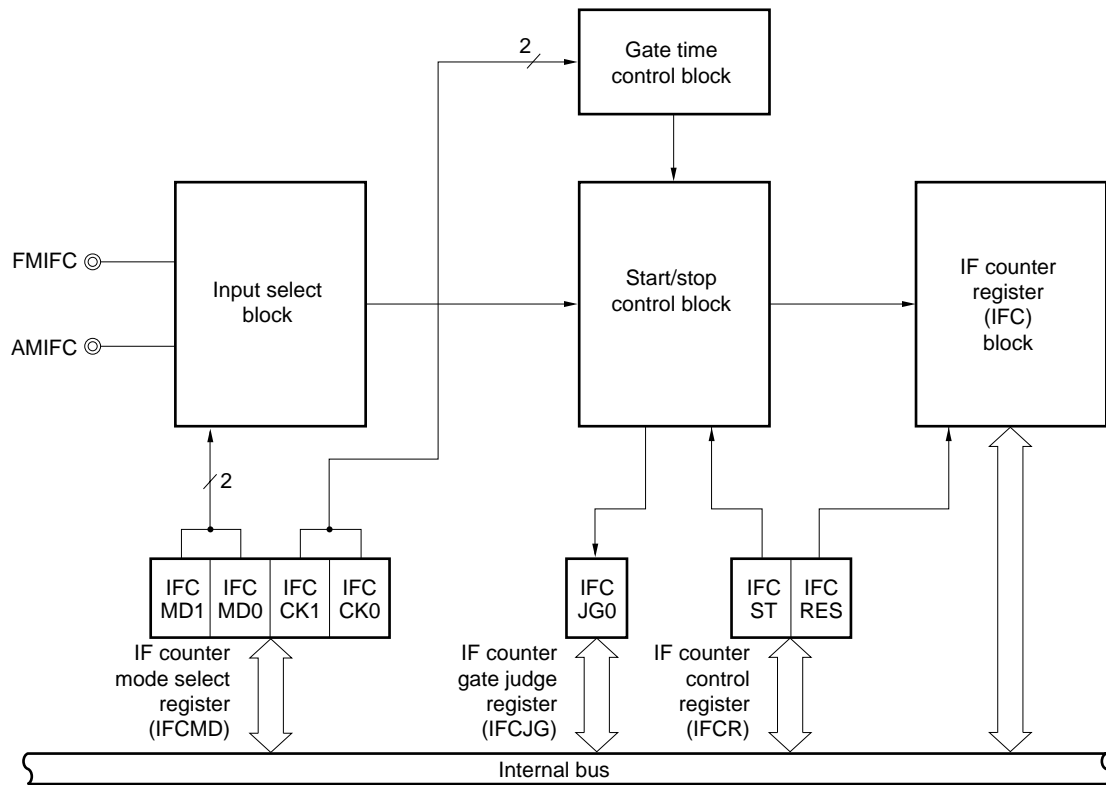 2
Gate time
control block
FMIFC
AMIFC
Input select
block
Start/stop
control block
IF counter
register
(IFC)
block
2
IFC
MD1
IFC
MD0
IFC
CK1
IFC
CK0
IFC
JG0
IFC
ST
IFC
RES
IF counter
mode select
register
(IFCMD)
IF counter
gate judge
register
(IFCJG)
IF counter
control
register
(IFCR)
Internal bus